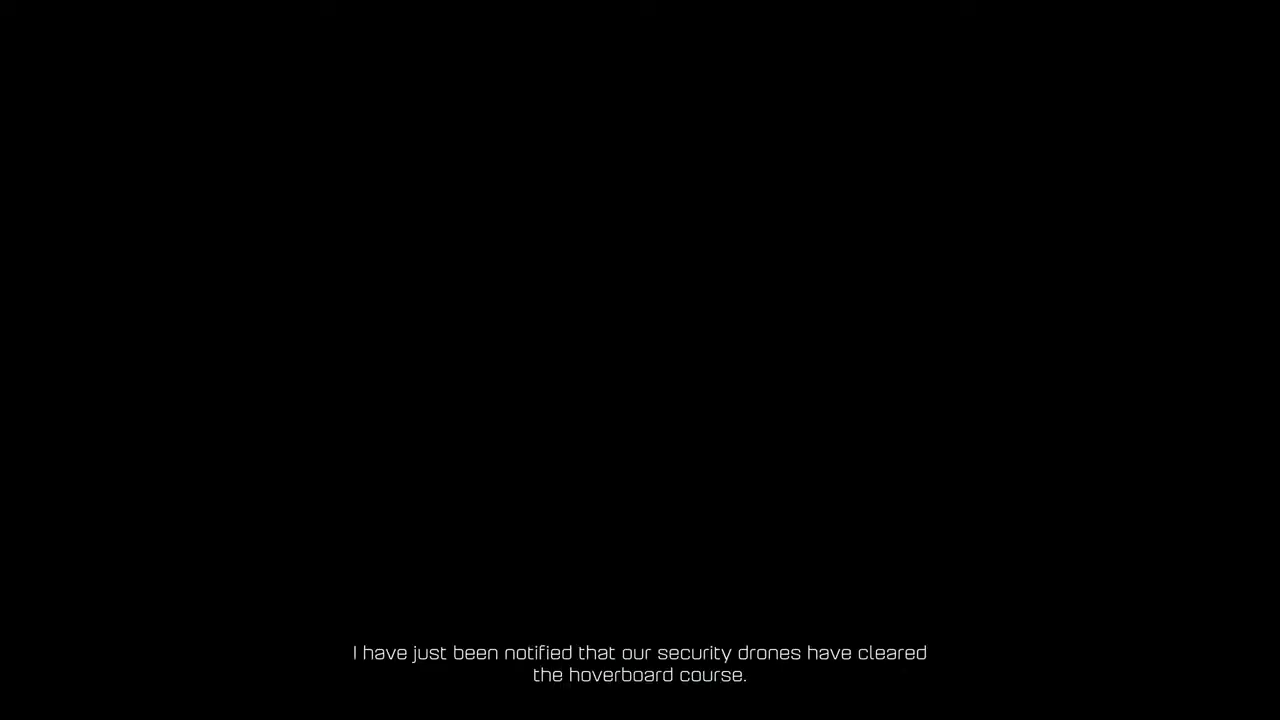 I have just been notified that our security drones have cleared
the hoverboard course.